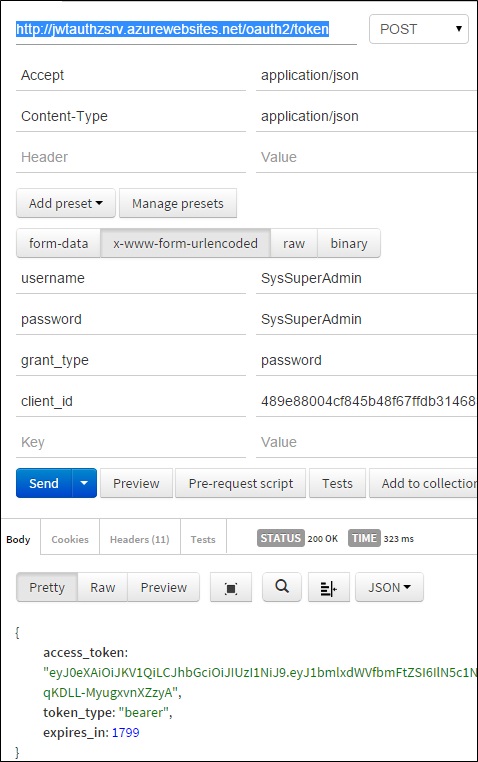 http://jwtauthzsrv.azurewebsites.net/oauth2/token POST
Accept application/json
Content-Type application/json
Header Value
Add preset Manage presets
form-data x-www-form-urlencoded raw binary
username SysSuperAdmin
password SysSuperAdmin
grant_type password
client_id 489e88004cf845b48f67ffdb31468
Key Value
Send Preview Pre-request script Tests Add to collection
Body Cookies Headers (11) Tests STATUS 200 OK TIME 323 ms
Pretty Raw Preview JSON
{
access_token:
"eyJ0eXAiOiJKV1QiLCJhbGciOiJIUzI1NiJ9.eyJ1bmlxdWVfbmFtZSI6IlN5c1N
qKDLL-MyugxvnXZzyA",
token_type: "bearer",
expires_in: 1799
}